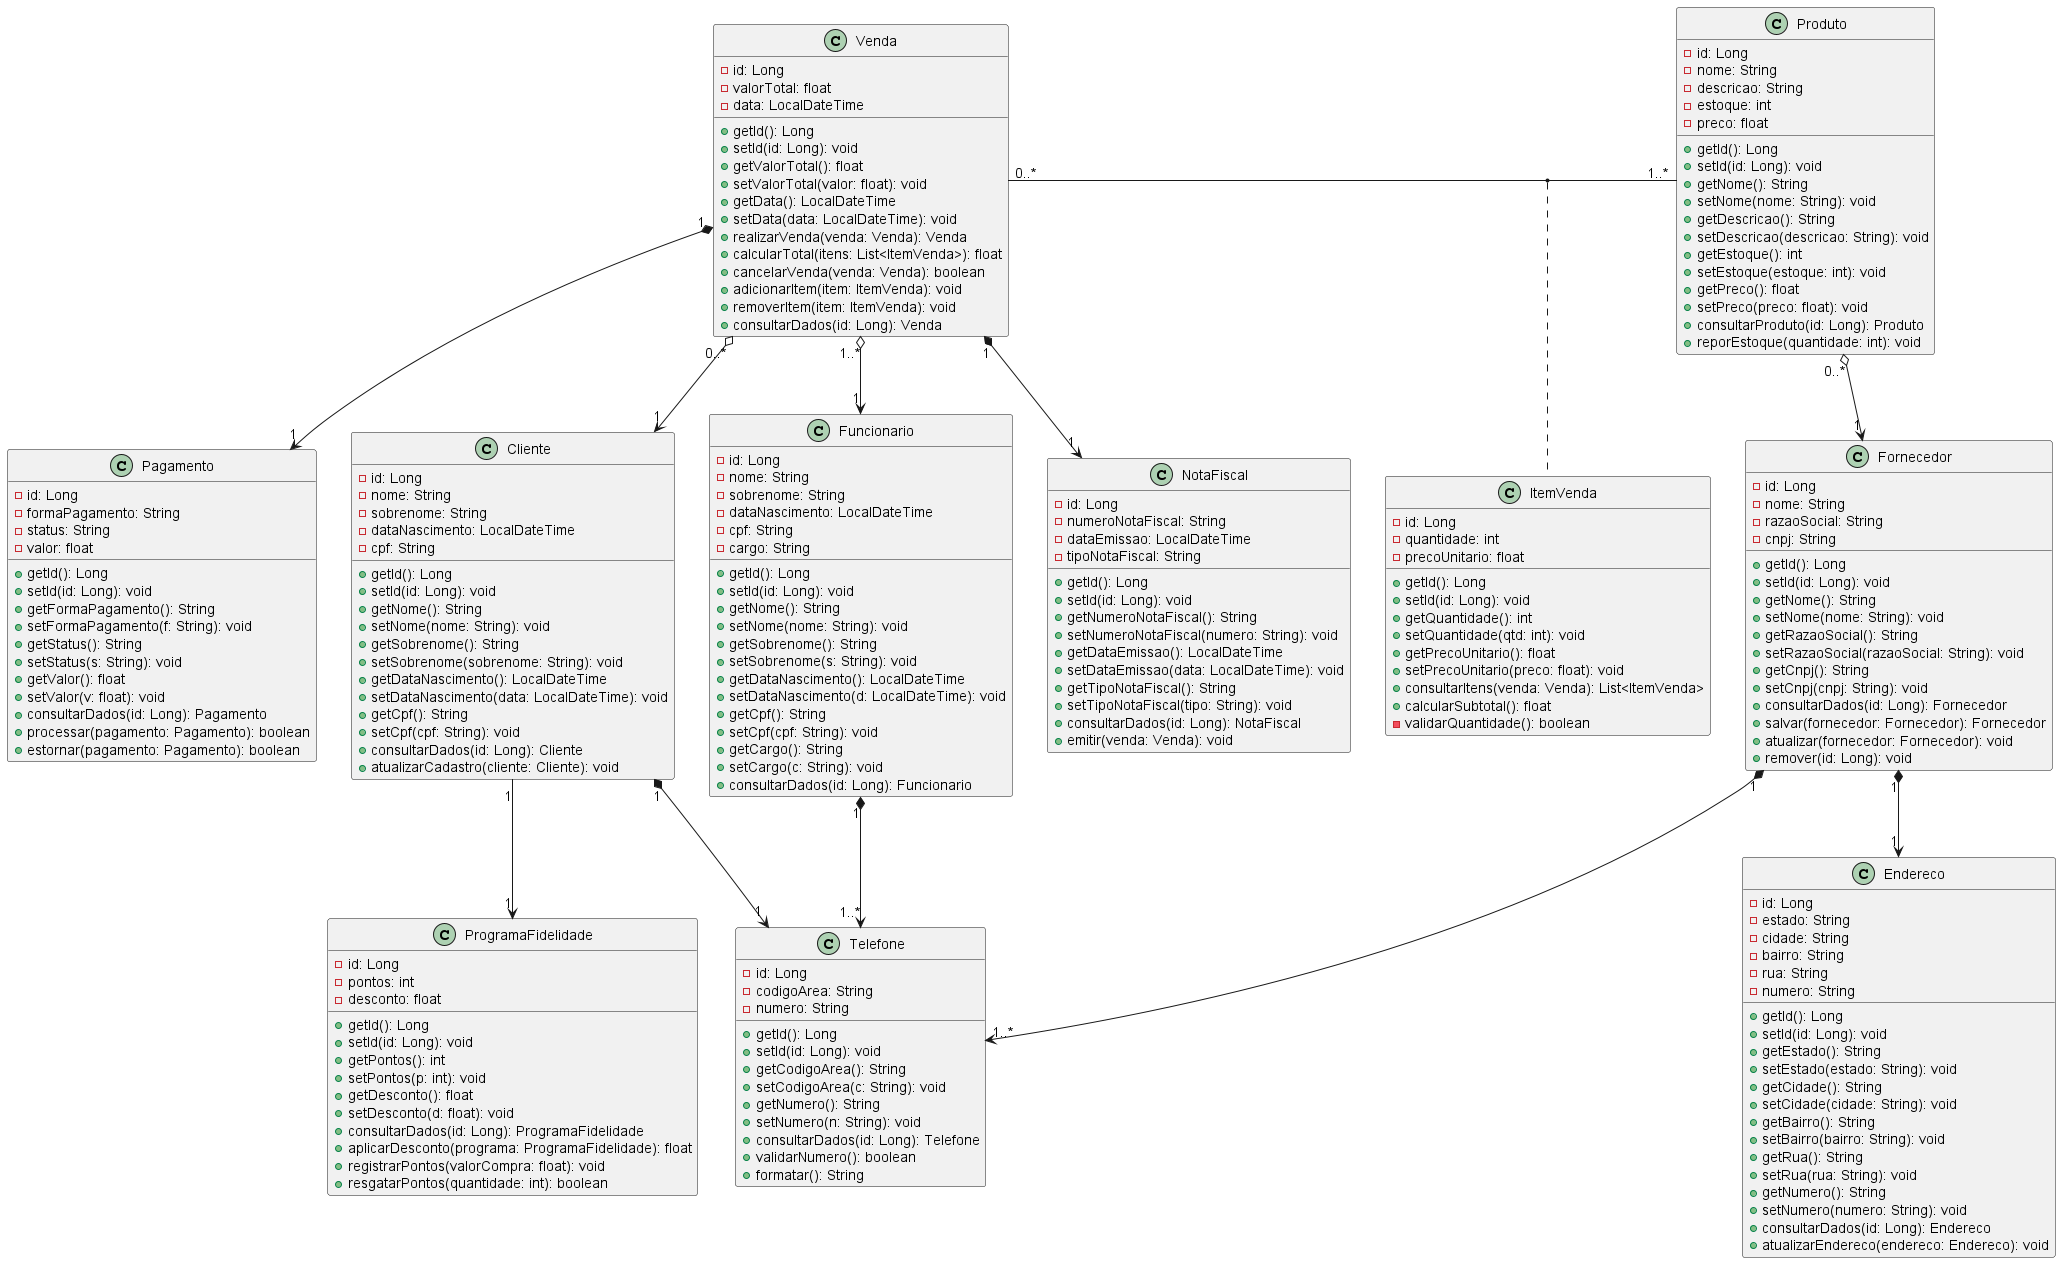 C Venda
id: Long
valorTotal: float
data: LocalDateTime
getId(): Long
setId(id: Long): void
getValorTotal(): float
setValorTotal(valor: float): void
getData(): LocalDateTime
setData(data: LocalDateTime): void
realizarVenda(venda: Venda): Venda
calcularTotal(itens: List<ItemVenda>): float
cancelarVenda(venda: Venda): boolean
adicionarItem(item: ItemVenda): void
removerItem(item: ItemVenda): void
consultarDados(id: Long): Venda
C Produto
id: Long
nome: String
descricao: String
estoque: int
preco: float
getId(): Long
setId(id: Long): void
getNome(): String
setNome(nome: String): void
getDescricao(): String
setDescricao(descricao: String): void
getEstoque(): int
setEstoque(estoque: int): void
getPreco(): float
setPreco(preco: float): void
consultarProduto(id: Long): Produto
reporEstoque(quantidade: int): void
0..*
1..*
1
1
0..*
1
1..*
1
1
1
0..*
1
C Pagamento
id: Long
formaPagamento: String
status: String
valor: float
getId(): Long
setId(id: Long): void
getFormaPagamento(): String
setFormaPagamento(f: String): void
getStatus(): String
setStatus(s: String): void
getValor(): float
setValor(v: float): void
consultarDados(id: Long): Pagamento
processar(pagamento: Pagamento): boolean
estornar(pagamento: Pagamento): boolean
C Cliente
id: Long
nome: String
sobrenome: String
dataNascimento: LocalDateTime
cpf: String
getId(): Long
setId(id: Long): void
getNome(): String
setNome(nome: String): void
getSobrenome(): String
setSobrenome(sobrenome: String): void
getDataNascimento(): LocalDateTime
setDataNascimento(data: LocalDateTime): void
getCpf(): String
setCpf(cpf: String): void
consultarDados(id: Long): Cliente
atualizarCadastro(cliente: Cliente): void
C Funcionario
id: Long
nome: String
sobrenome: String
dataNascimento: LocalDateTime
cpf: String
cargo: String
getId(): Long
setId(id: Long): void
getNome(): String
setNome(nome: String): void
getSobrenome(): String
setSobrenome(s: String): void
getDataNascimento(): LocalDateTime
setDataNascimento(d: LocalDateTime): void
getCpf(): String
setCpf(cpf: String): void
getCargo(): String
setCargo(c: String): void
consultarDados(id: Long): Funcionario
C NotaFiscal
id: Long
numeroNotaFiscal: String
dataEmissao: LocalDateTime
tipoNotaFiscal: String
getId(): Long
setId(id: Long): void
getNumeroNotaFiscal(): String
setNumeroNotaFiscal(numero: String): void
getDataEmissao(): LocalDateTime
setDataEmissao(data: LocalDateTime): void
getTipoNotaFiscal(): String
setTipoNotaFiscal(tipo: String): void
consultarDados(id: Long): NotaFiscal
emitir(venda: Venda): void
C ItemVenda
id: Long
quantidade: int
precoUnitario: float
getId(): Long
setId(id: Long): void
getQuantidade(): int
setQuantidade(qtd: int): void
getPrecoUnitario(): float
setPrecoUnitario(preco: float): void
consultarItens(venda: Venda): List<ItemVenda>
calcularSubtotal(): float
validarQuantidade(): boolean
C Fornecedor
id: Long
nome: String
razaoSocial: String
cnpj: String
getId(): Long
setId(id: Long): void
getNome(): String
setNome(nome: String): void
getRazaoSocial(): String
setRazaoSocial(razaoSocial: String): void
getCnpj(): String
setCnpj(cnpj: String): void
consultarDados(id: Long): Fornecedor
salvar(fornecedor: Fornecedor): Fornecedor
atualizar(fornecedor: Fornecedor): void
remover(id: Long): void
1
1
1
1
1
1..*
1
1..*
1
1
C ProgramaFidelidade
id: Long
pontos: int
desconto: float
getId(): Long
setId(id: Long): void
getPontos(): int
setPontos(p: int): void
getDesconto(): float
setDesconto(d: float): void
consultarDados(id: Long): ProgramaFidelidade
aplicarDesconto(programa: ProgramaFidelidade): float
registrarPontos(valorCompra: float): void
resgatarPontos(quantidade: int): boolean
C Telefone
id: Long
codigoArea: String
numero: String
getId(): Long
setId(id: Long): void
getCodigoArea(): String
setCodigoArea(c: String): void
getNumero(): String
setNumero(n: String): void
consultarDados(id: Long): Telefone
validarNumero(): boolean
formatar(): String
C Endereco
id: Long
estado: String
cidade: String
bairro: String
rua: String
numero: String
getId(): Long
setId(id: Long): void
getEstado(): String
setEstado(estado: String): void
getCidade(): String
setCidade(cidade: String): void
getBairro(): String
setBairro(bairro: String): void
getRua(): String
setRua(rua: String): void
getNumero(): String
setNumero(numero: String): void
consultarDados(id: Long): Endereco
atualizarEndereco(endereco: Endereco): void